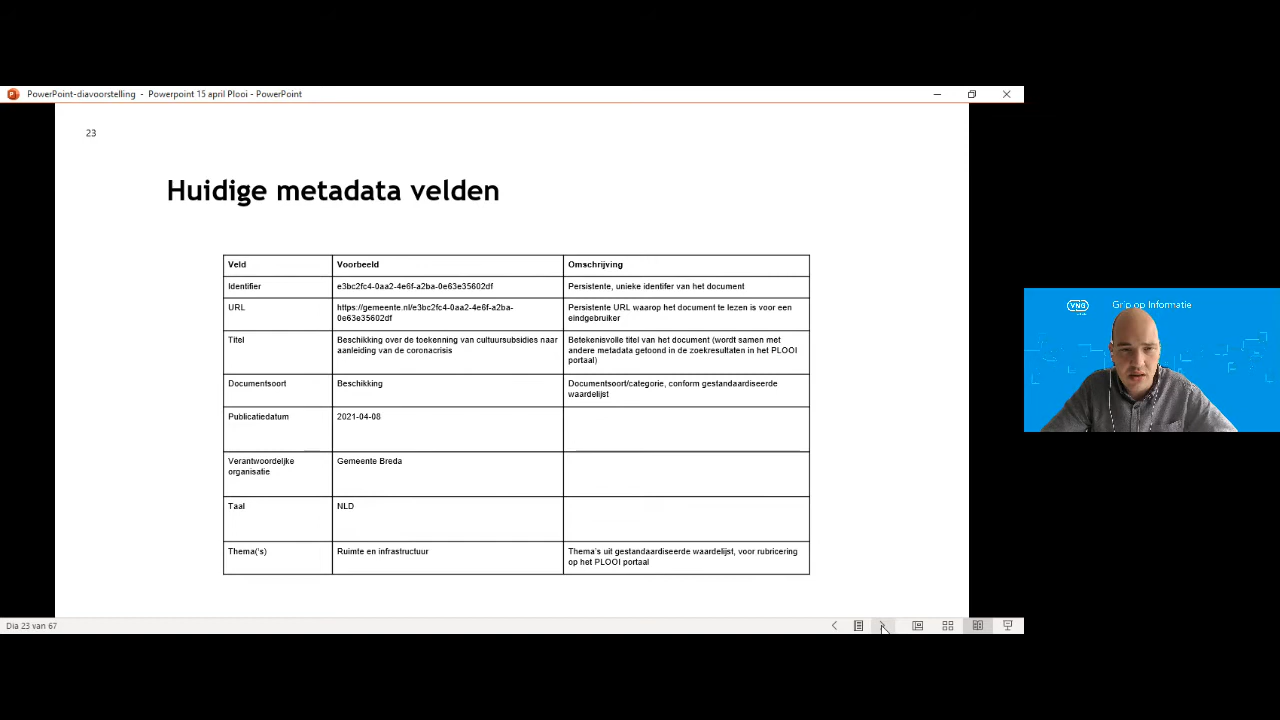 PowerPoint-diavoorstelling - Powerpoint 15 april Plooi - PowerPoint
23
Huidige metadata velden
Veld Voorbeeld Omschrijving
Identifier e3bc2fc4-0aa2-4e6f-a2ba-0e63e35602df Persistente, unieke identifer van het document
URL https://gemeente.nl/e3bc2fc4-0aa2-4e6f-a2ba- Persistente URL waarop het document te lezen is voor een
0e63e35602df eindgebruiker
Titel Beschikking over de toekenning van cultuursubsidies naar Betekenisvolle titel van het document (wordt samen met
aanleiding van de coronacrisis andere metadata getoond in de zoekresultaten in het PLOOI
portaal)
Documentsoort Beschikking Documentsoort/categorie, conform gestandaardiseerde
waardelijst
Publicatiedatum 2021-04-08
Verantwoordeljke Gemeente Breda
organisatie
Taal NLD
Thema('s) Ruimte en infrastructuur Thema's uit gestandaardiseerde waardelijst, voor rubricering
op het PLOOI portaal
VNG Grip op Informatie
Dia 23 van 67